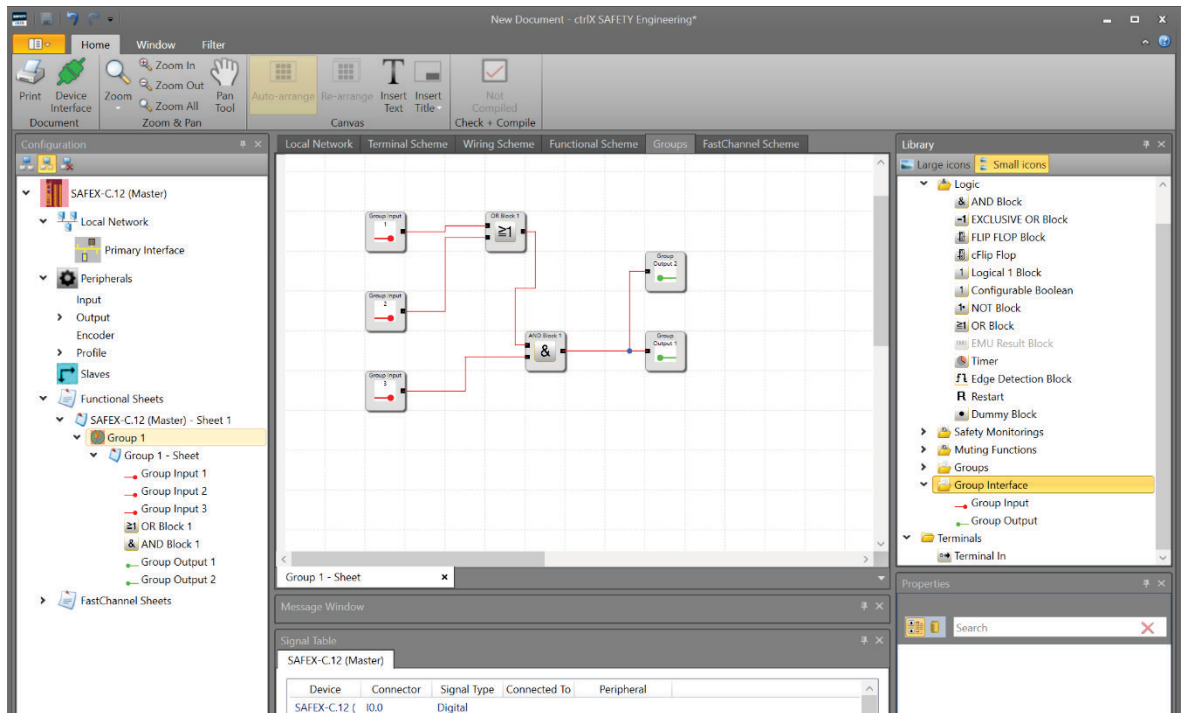 New Document - ctrlX SAFETY Engineering*
Home Window Filter
Print
Device Interface
Zoom
Zoom In
Zoom Out
Zoom All
Pan Tool
Auto-arrange
Re-arrange
Insert Text
Insert Title
Not Compiled
Document
Zoom & Pan
Canvas
Check + Compile
Configuration
SAFEX-C.12 (Master)
Local Network
Primary Interface
Peripherals
Input
Output
Encoder
Profile
Slaves
Functional Sheets
SAFEX-C.12 (Master) - Sheet 1
Group 1
Group 1 - Sheet
Group Input 1
Group Input 2
Group Input 3
≥1 OR Block 1
& AND Block 1
Group Output 1
Group Output 2
FastChannel Sheets
Local Network Terminal Scheme Wiring Scheme Functional Scheme Groups FastChannel Scheme
Group Input
1
OR Block 1
≥1
Group
Output 2
Group Input
2
AND Block 1
&
Group
Output 1
Group Input
3
Group 1 - Sheet x
Message Window
Signal Table
SAFEX-C.12 (Master)
Device Connector Signal Type Connected To Peripheral
SAFEX-C.12 ( I0.0 Digital
Library
Large icons Small icons
Logic
& AND Block
=1 EXCLUSIVE OR Block
FLIP FLOP Block
cFlip Flop
1 Logical 1 Block
1 Configurable Boolean
NOT Block
≥1 OR Block
EMU Result Block
Timer
Edge Detection Block
R Restart
Dummy Block
Safety Monitorings
Muting Functions
Groups
Group Interface
Group Input
Group Output
Terminals
Terminal In
Properties
Search